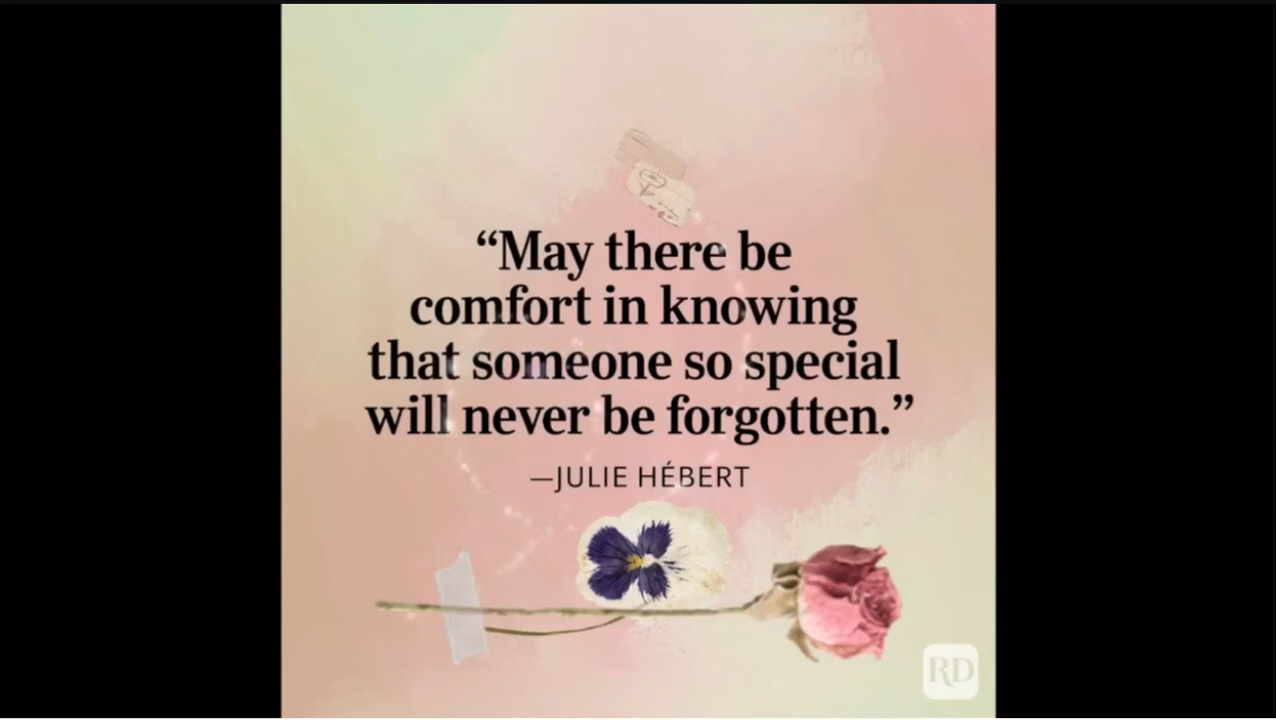 “May there be
comfort in knowing
that someone so special
will never be forgotten.”
—JULIE HÉBERT
RD